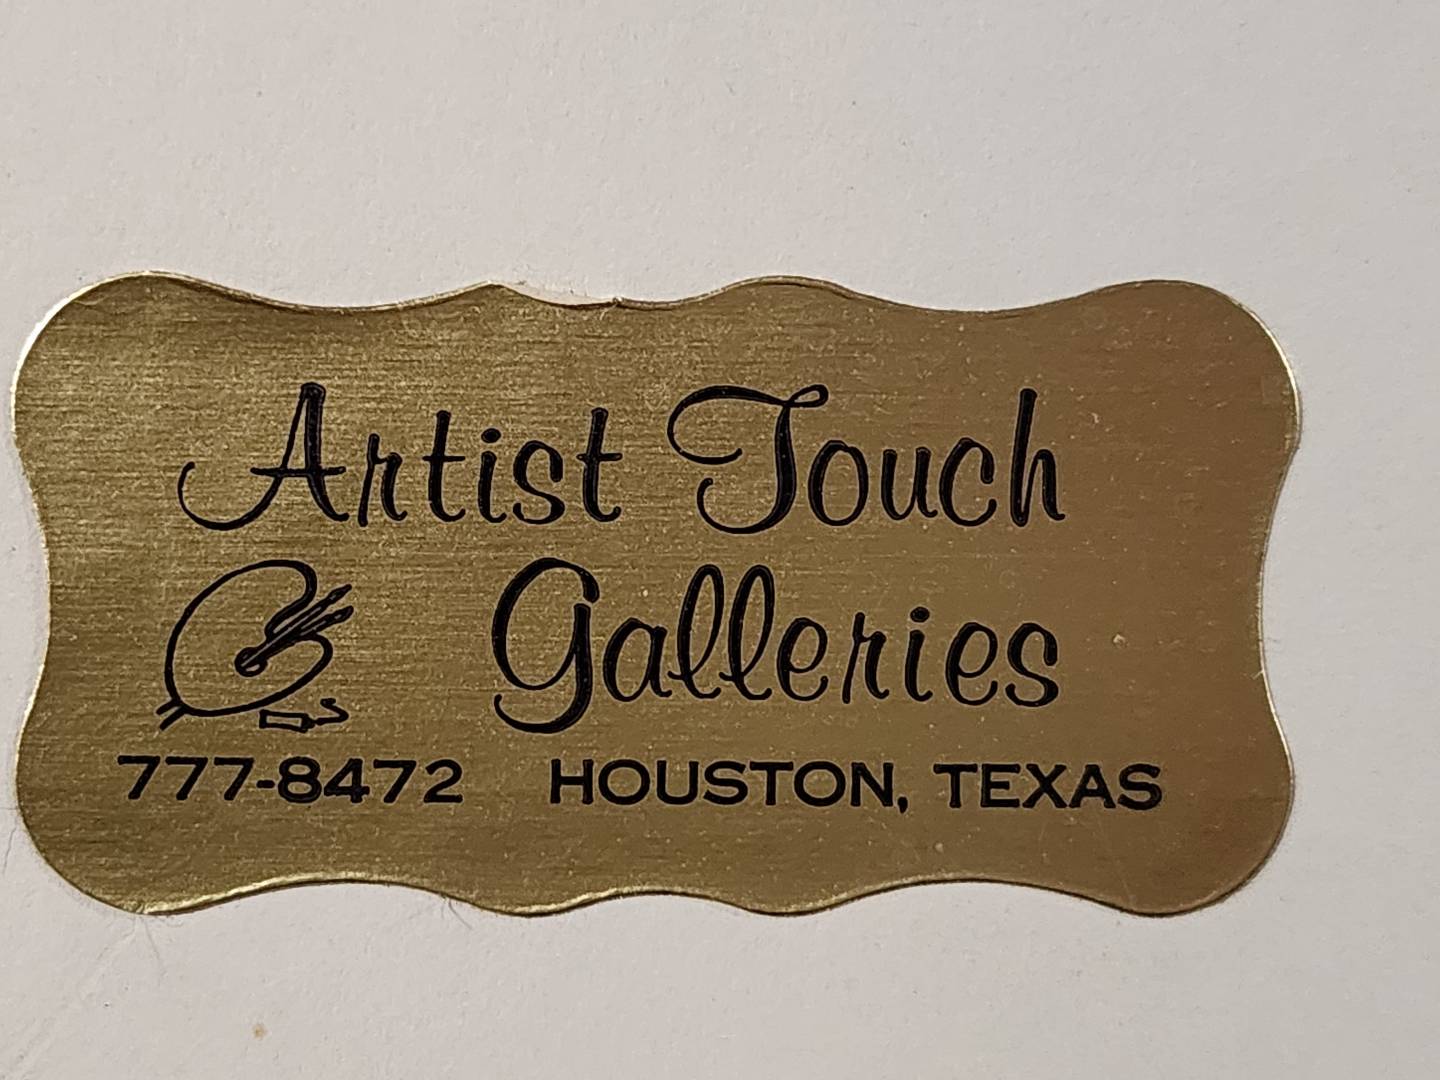 Artist Touch
Galleries
777-8472 HOUSTON, TEXAS